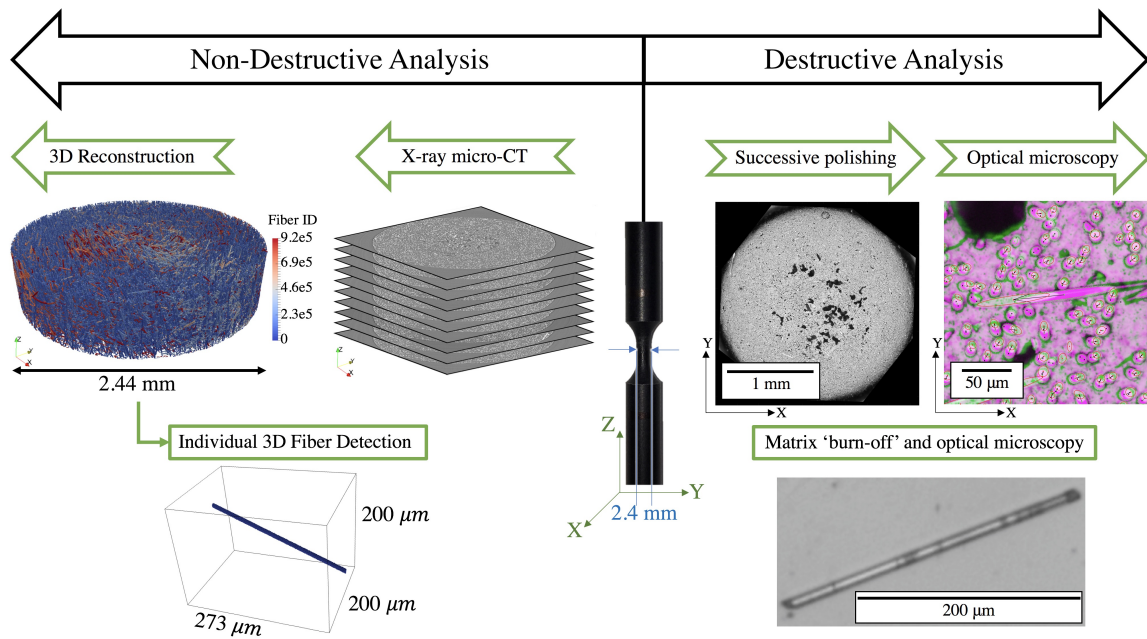 Non-Destructive Analysis
Destructive Analysis
3D Reconstruction
X-ray micro-CT
Successive polishing
Optical microscopy
Fiber ID
9.2e5
6.9e5
4.6e5
2.3e5
0
Z
Y
X
2.44 mm
Z
Y
X
Z
Y
X
2.4 mm
Y
1 mm
X
Y
50 μm
X
Individual 3D Fiber Detection
200 μm
200 μm
273 μm
Matrix ‘burn-off’ and optical microscopy
200 μm